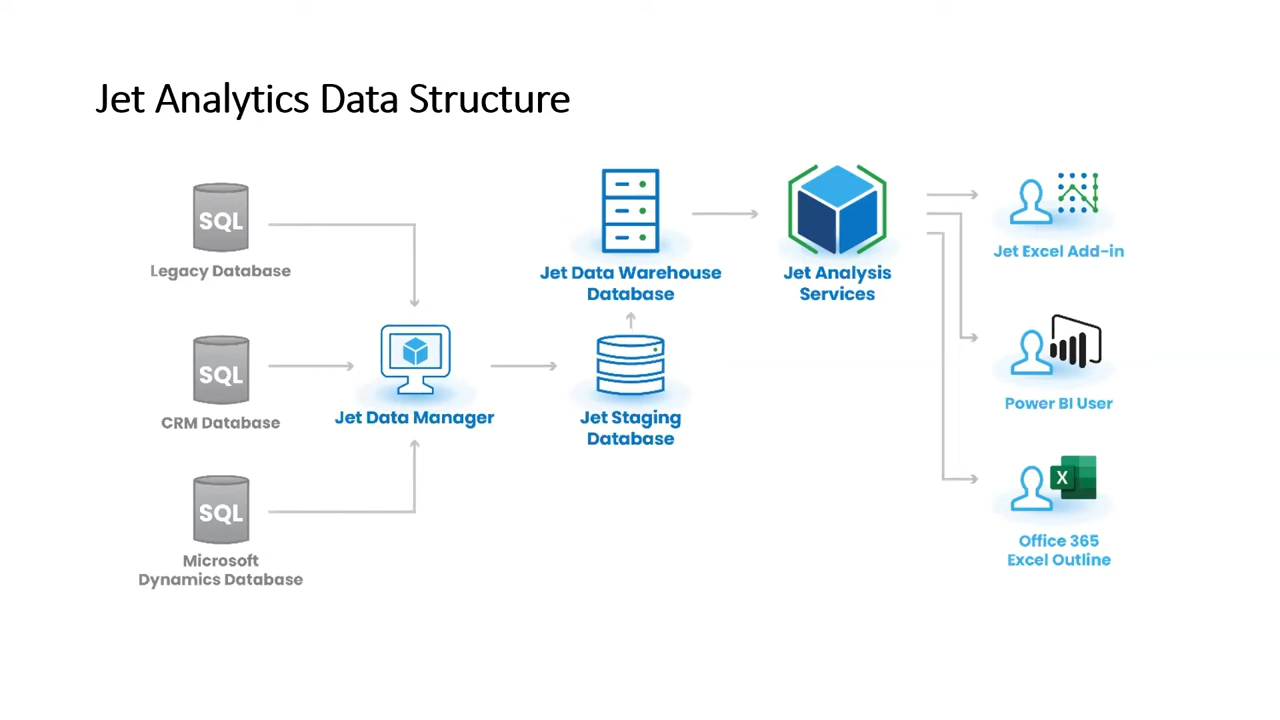 Jet Analytics Data Structure
SQL
Legacy Database
SQL
CRM Database
SQL
Microsoft
Dynamics Database
Jet Data Manager
Jet Data Warehouse
Database
Jet Staging
Database
Jet Analysis
Services
Jet Excel Add-in
Power BI User
X
Office 365
Excel Outline